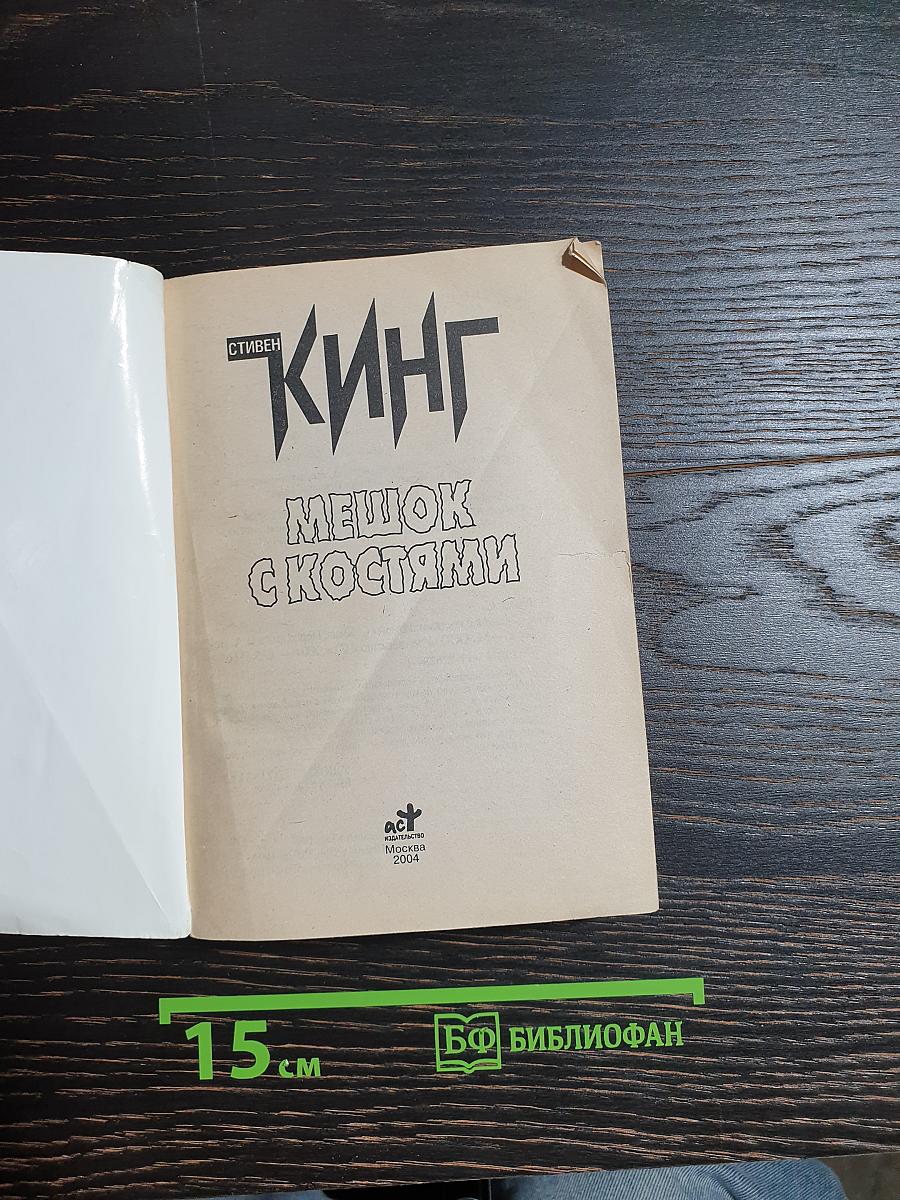 СТИВЕН
КИНГ
МЕШОК
С КОСТЯМИ
аст
ИЗДАТЕЛЬСТВО
Москва
2004
15 см
БФ БИБЛИОФАН